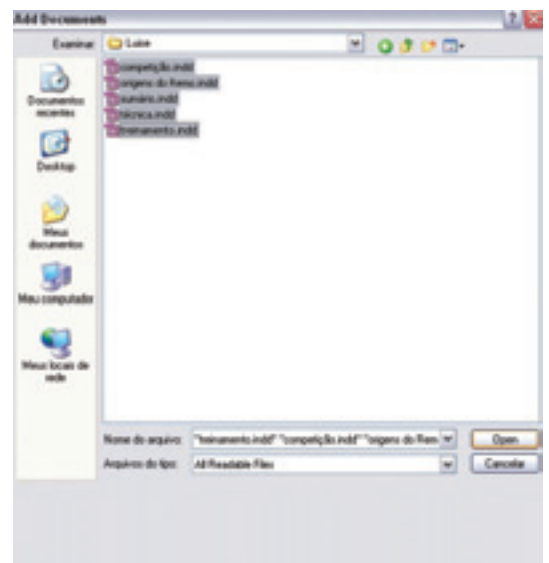 Add Documents
Examinar: Luise
competição.indd
origens do Remo.indd
sumário.indd
técnica.indd
treinamento.indd
Documentos
recentes
Desktop
Meus
documentos
Meu computador
Meus locais de
rede
Nome do arquivo: "treinamento.indd" "competição.indd" "origens do Rem
Open
Arquivos do tipo: All Readable Files
Cancelar